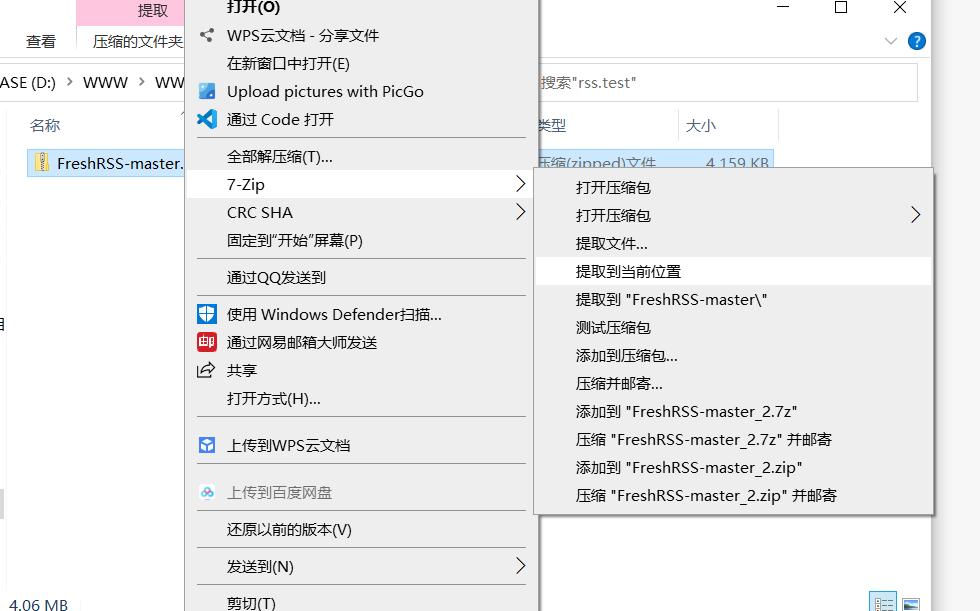 提取
查看
压缩的文件夹
ASE (D:) › WWW › WW
搜索"rss.test"
名称
类型
大小
FreshRSS-master.
压缩(zipped)文件
4,159 KB
打开(O)
WPS云文档 - 分享文件
在新窗口中打开(E)
Upload pictures with PicGo
通过 Code 打开
全部解压缩(T)...
7-Zip
CRC SHA
固定到"开始"屏幕(P)
通过QQ发送到
使用 Windows Defender扫描...
通过网易邮箱大师发送
共享
打开方式(H)...
上传到WPS云文档
上传到百度网盘
还原以前的版本(V)
发送到(N)
剪切(T)
打开压缩包
打开压缩包
提取文件...
提取到当前位置
提取到 "FreshRSS-master\"
测试压缩包
添加到压缩包...
压缩并邮寄...
添加到 "FreshRSS-master_2.7z"
压缩 "FreshRSS-master_2.7z" 并邮寄
添加到 "FreshRSS-master_2.zip"
压缩 "FreshRSS-master_2.zip" 并邮寄
4.06 MB